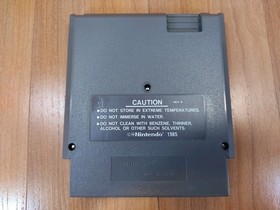 CAUTION
•DO NOT STORE IN EXTREME TEMPERATURES.
•DO NOT IMMERSE IN WATER.
•DO NOT CLEAN WITH BENZENE, THINNER,
ALCOHOL OR OTHER SUCH SOLVENTS.
Nintendo 1985